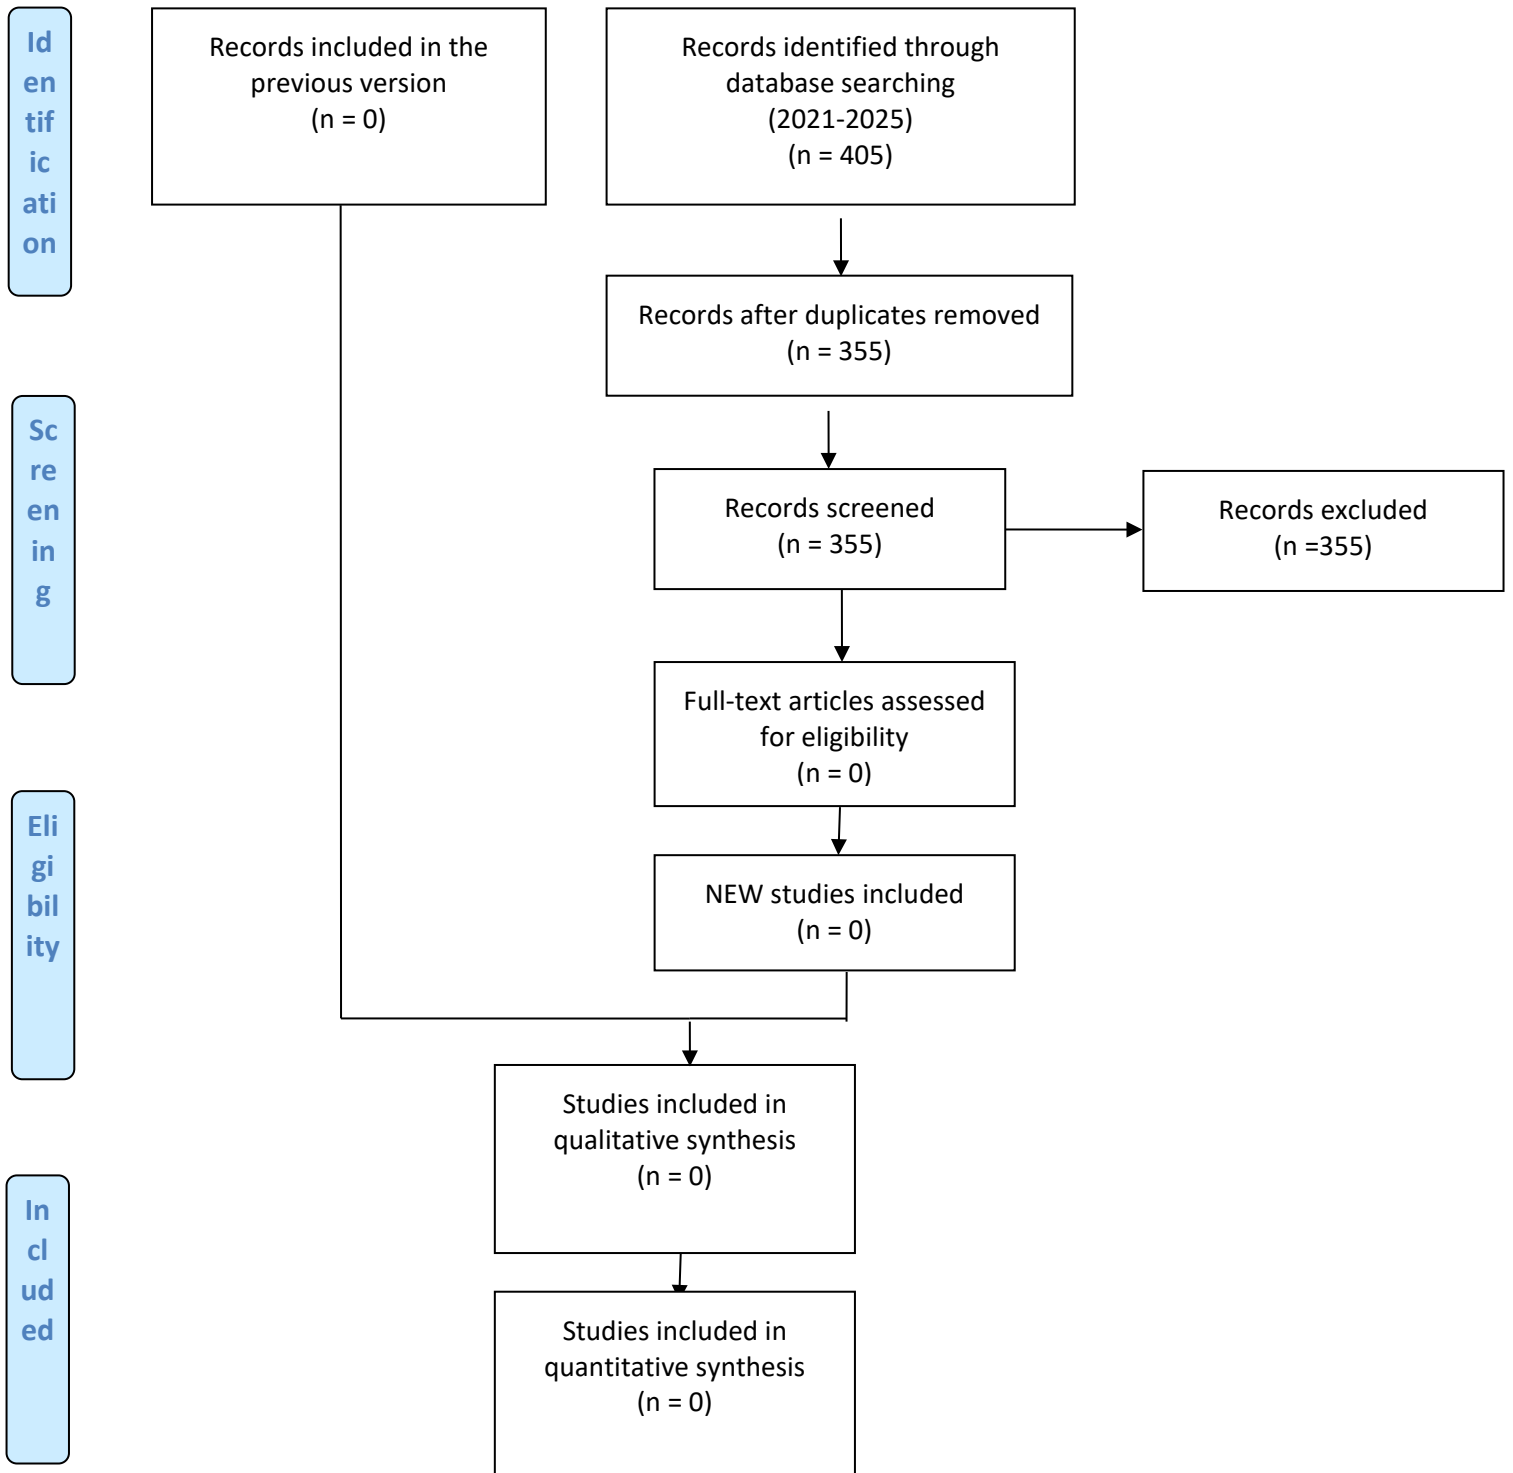 Id
en
tif
ic
ati
on
Records included in the
previous version
(n = 0)
Records identified through
database searching
(2021-2025)
(n = 405)
Records after duplicates removed
(n = 355)
Sc
re
en
in
g
Records screened
(n = 355)
Records excluded
(n =355)
Full-text articles assessed
for eligibility
(n = 0)
Eli
gi
bil
ity
NEW studies included
(n = 0)
Studies included in
qualitative synthesis
(n = 0)
In
cl
ud
ed
Studies included in
quantitative synthesis
(n = 0)